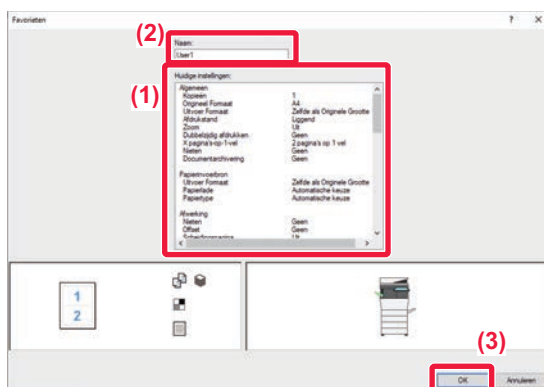 Favorieten ? X
(2)
Naam:
User1
(1)
Huidige instellingen:
Algemeen
Kopieën 1
Origineel Formaat A4
Uitvoer Formaat Zelfde als Originele Grootte
Afdrukstand Liggend
Zoom Uit
Dubbelzijdig afdrukken Geen
X pagina's-op-1-vel 2 pagina's op 1 vel
Nieten Geen
Documentarchivering Geen
Papierinvoerbron
Uitvoer Formaat Zelfde als Originele Grootte
Papierlade Automatische keuze
Papiertype Automatische keuze
Afwerking
Nieten Geen
Offset Geen
Scheidingspagina Uit
1
2
(3)
OK Annuleren